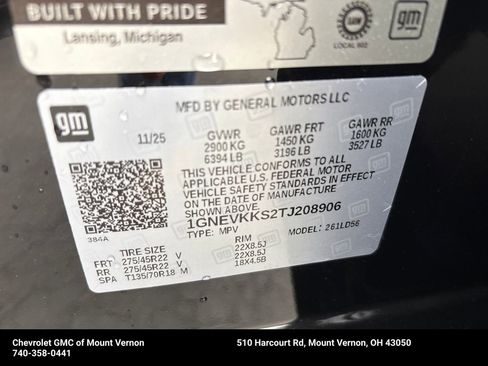 BUILT WITH PRIDE
Lansing, Michigan
LOCAL 602
gm
gm
MFD BY GENERAL MOTORS LLC
11/25
GVWR GAWR FRT GAWR RR
2900 KG 1450 KG 1600 KG
6394 LB 3196 LB 3527 LB
THIS VEHICLE CONFORMS TO ALL
APPLICABLE U.S. FEDERAL MOTOR
VEHICLE SAFETY STANDARDS IN EFFECT
ON THE DATE OF MANUFACTURE
SHOWN ABOVE.
1GNEVKKS2TJ208906
TYPE: MPV MODEL: 261LD56
384A
TIRE SIZE RIM
FRT 275/45R22 V 22X8.5J
RR 275/45R22 V 22X8.5J
SPA T135/70R18 M 18X4.5B
Chevrolet GMC of Mount Vernon
740-358-0441
510 Harcourt Rd, Mount Vernon, OH 43050